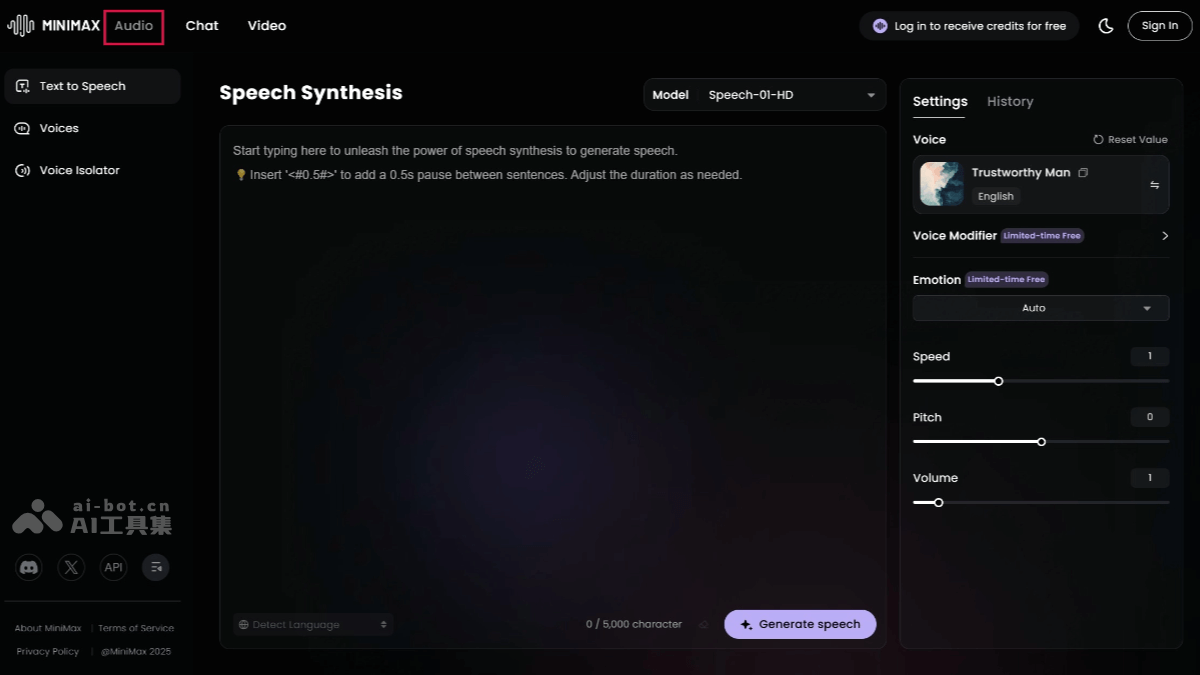 MINIMAX Audio Chat Video
Log in to receive credits for free
Sign In
Text to Speech
Voices
Voice Isolator
Speech Synthesis
Model Speech-01-HD
Start typing here to unleash the power of speech synthesis to generate speech.
Insert '<#0.5#>' to add a 0.5s pause between sentences. Adjust the duration as needed.
Detect Language
0 / 5,000 character
Generate speech
Settings History
Voice Reset Value
Trustworthy Man
English
Voice Modifier Limited-time Free
Emotion Limited-time Free
Auto
Speed 1
Pitch 0
Volume 1
ai-bot.cn
AI工具集
API
About MiniMax | Terms of Service
Privacy Policy | @MiniMax 2025